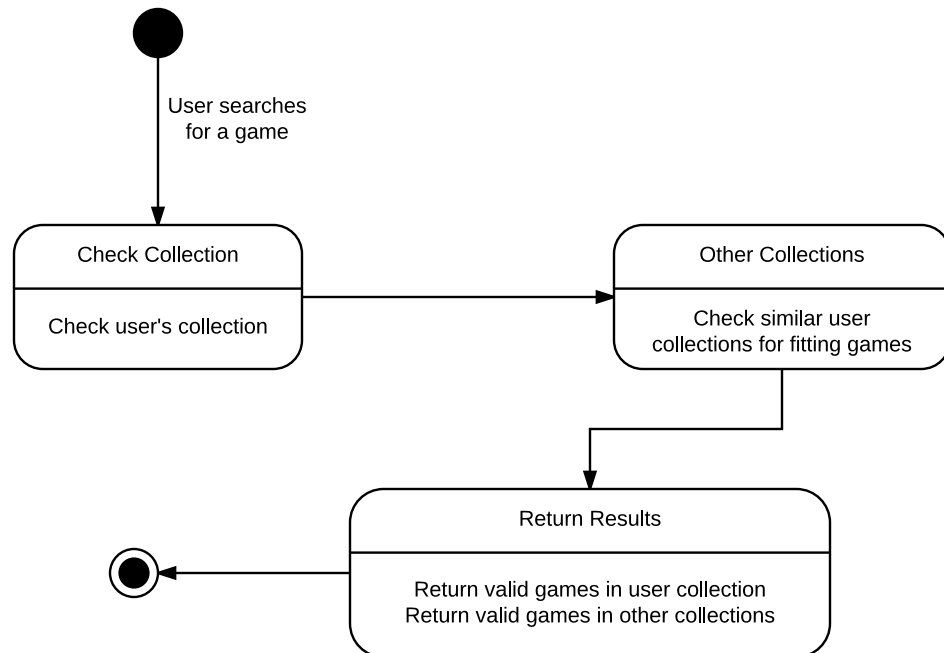 User searches
for a game
Check Collection
Check user's collection
Other Collections
Check similar user
collections for fitting games
Return Results
Return valid games in user collection
Return valid games in other collections